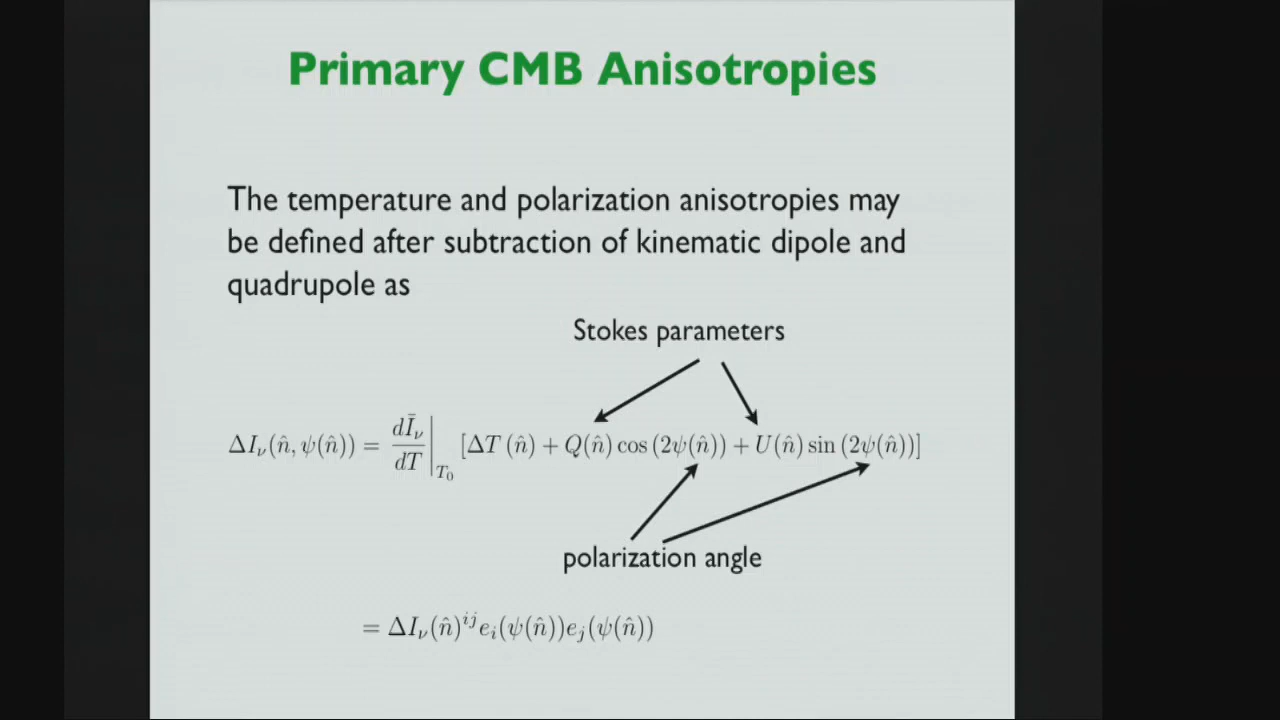 Primary CMB Anisotropies
The temperature and polarization anisotropies may
be defined after subtraction of kinematic dipole and
quadrupole as
Stokes parameters
ΔI_ν(n̂, ψ(n̂)) = dĪ_ν/dT |_{T_0} [ΔT (n̂) + Q(n̂) cos (2ψ(n̂)) + U(n̂) sin (2ψ(n̂))]
polarization angle
= ΔI_ν(n̂)^{ij} e_i(ψ(n̂))e_j(ψ(n̂))